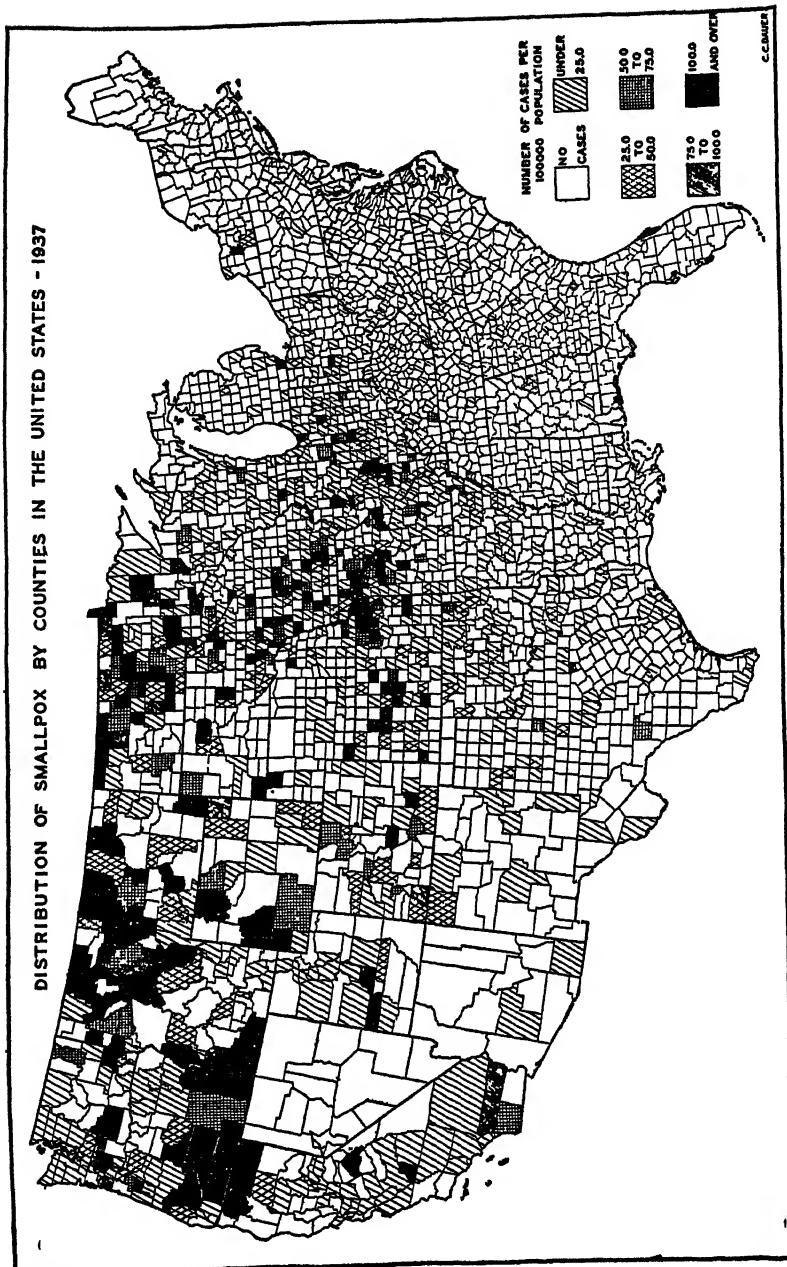 DISTRIBUTION OF SMALLPOX BY COUNTIES IN THE UNITED STATES - 1937
NUMBER OF CASES PER
100000 POPULATION
NO
CASES
UNDER
25.0
25.0
TO
50.0
50.0
TO
75.0
75.0
TO
100.0
100.0
AND OVER
C.C.DAUER